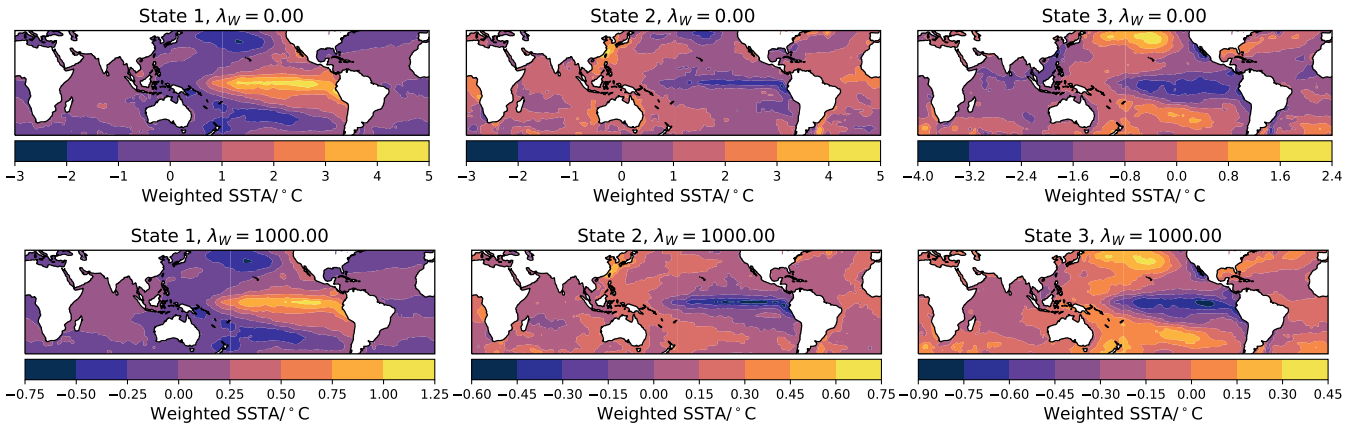 State 1, λ_W = 0.00
State 2, λ_W = 0.00
State 3, λ_W = 0.00
−3 −2 −1 0 1 2 3 4 5
−3 −2 −1 0 1 2 3 4 5
−4.0 −3.2 −2.4 −1.6 −0.8 0.0 0.8 1.6 2.4
Weighted SSTA/°C
Weighted SSTA/°C
Weighted SSTA/°C
State 1, λ_W = 1000.00
State 2, λ_W = 1000.00
State 3, λ_W = 1000.00
−0.75 −0.50 −0.25 0.00 0.25 0.50 0.75 1.00 1.25
−0.60 −0.45 −0.30 −0.15 0.00 0.15 0.30 0.45 0.60 0.75
−0.90 −0.75 −0.60 −0.45 −0.30 −0.15 0.00 0.15 0.30 0.45
Weighted SSTA/°C
Weighted SSTA/°C
Weighted SSTA/°C